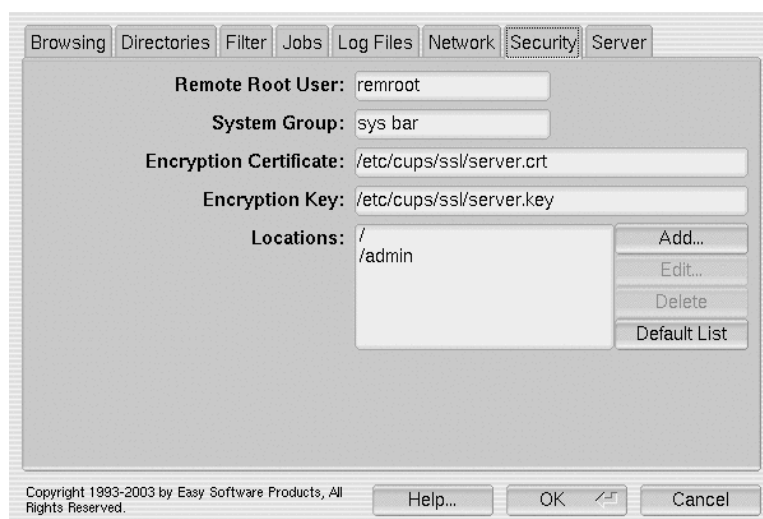 Browsing Directories Filter Jobs Log Files Network Security Server
Remote Root User: remroot
System Group: sys bar
Encryption Certificate: /etc/cups/ssl/server.crt
Encryption Key: /etc/cups/ssl/server.key
Locations: / Add...
/admin
Edit...
Delete
Default List
Copyright 1993-2003 by Easy Software Products, All
Rights Reserved.
Help... OK Cancel